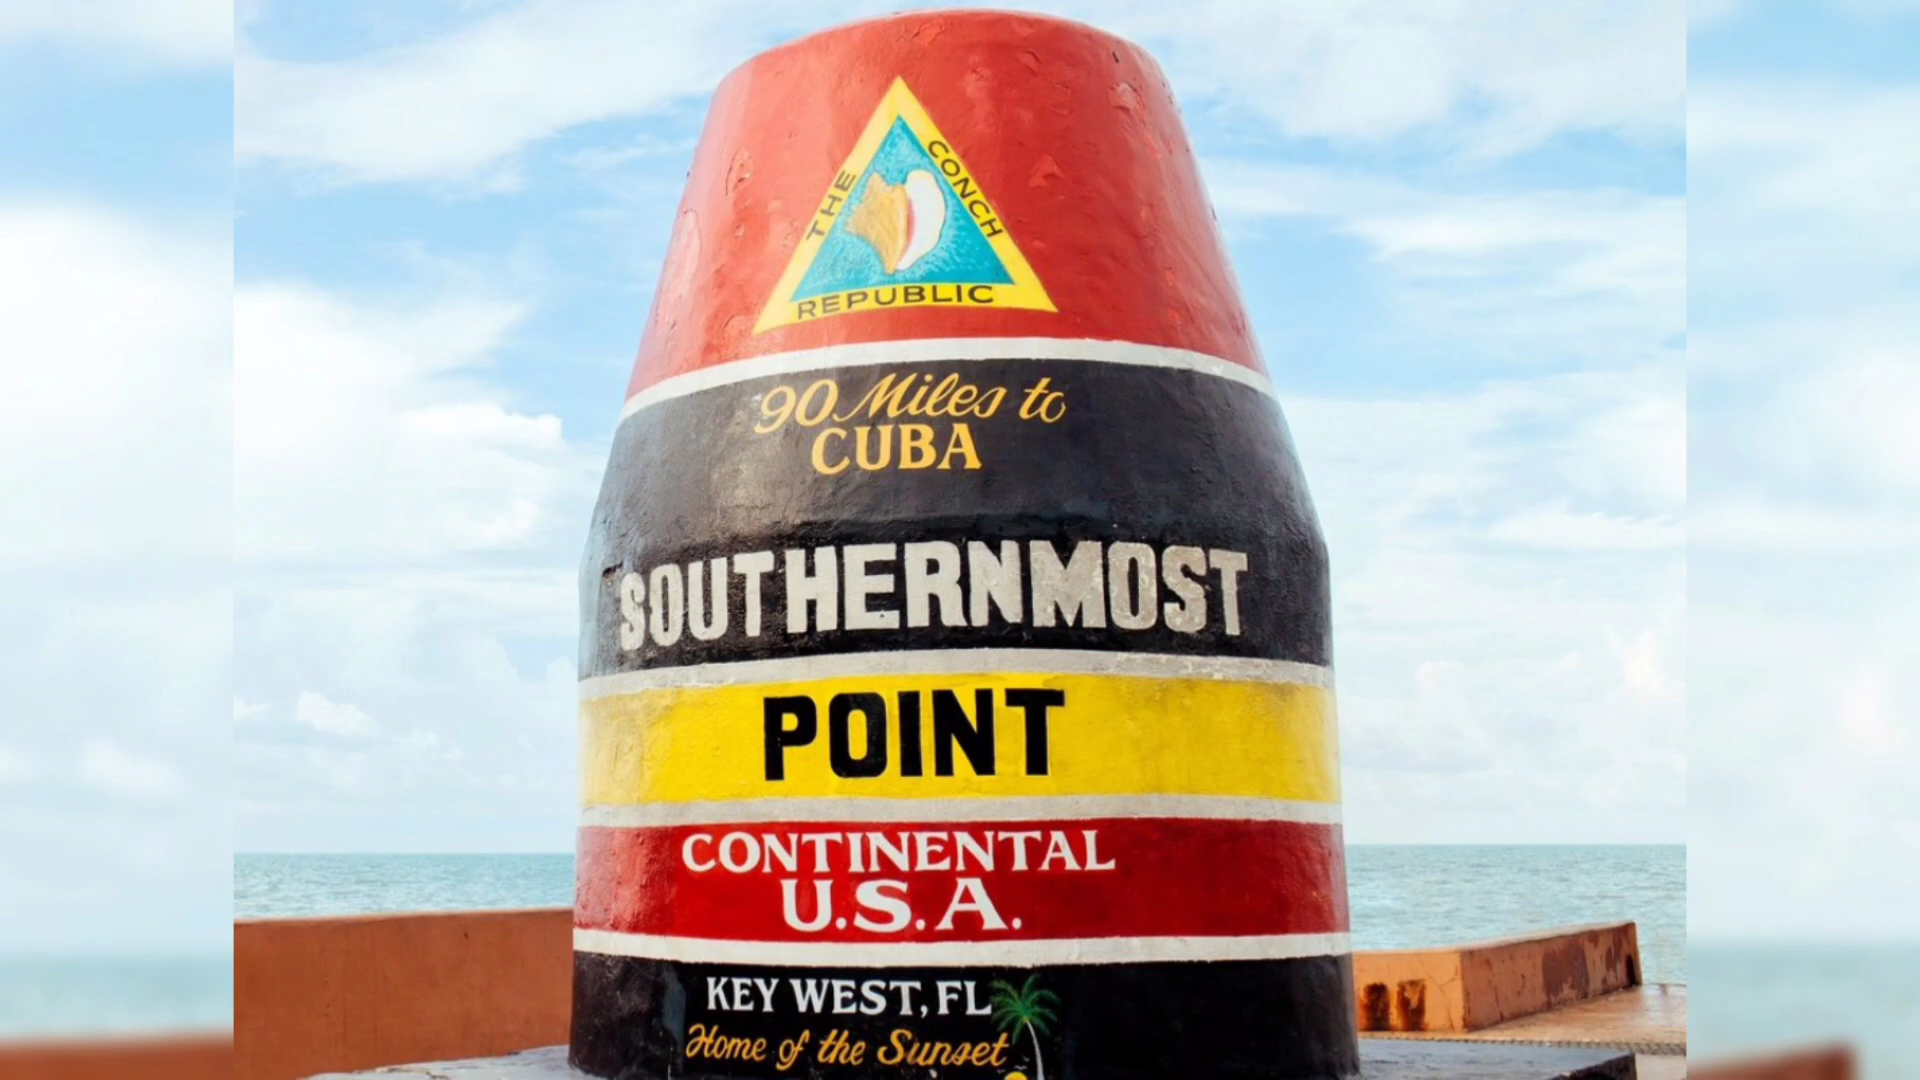 THE CONCH
REPUBLIC
90 Miles to
CUBA
SOUTHERNMOST
POINT
CONTINENTAL
U.S.A.
KEY WEST, FL
Home of the Sunset